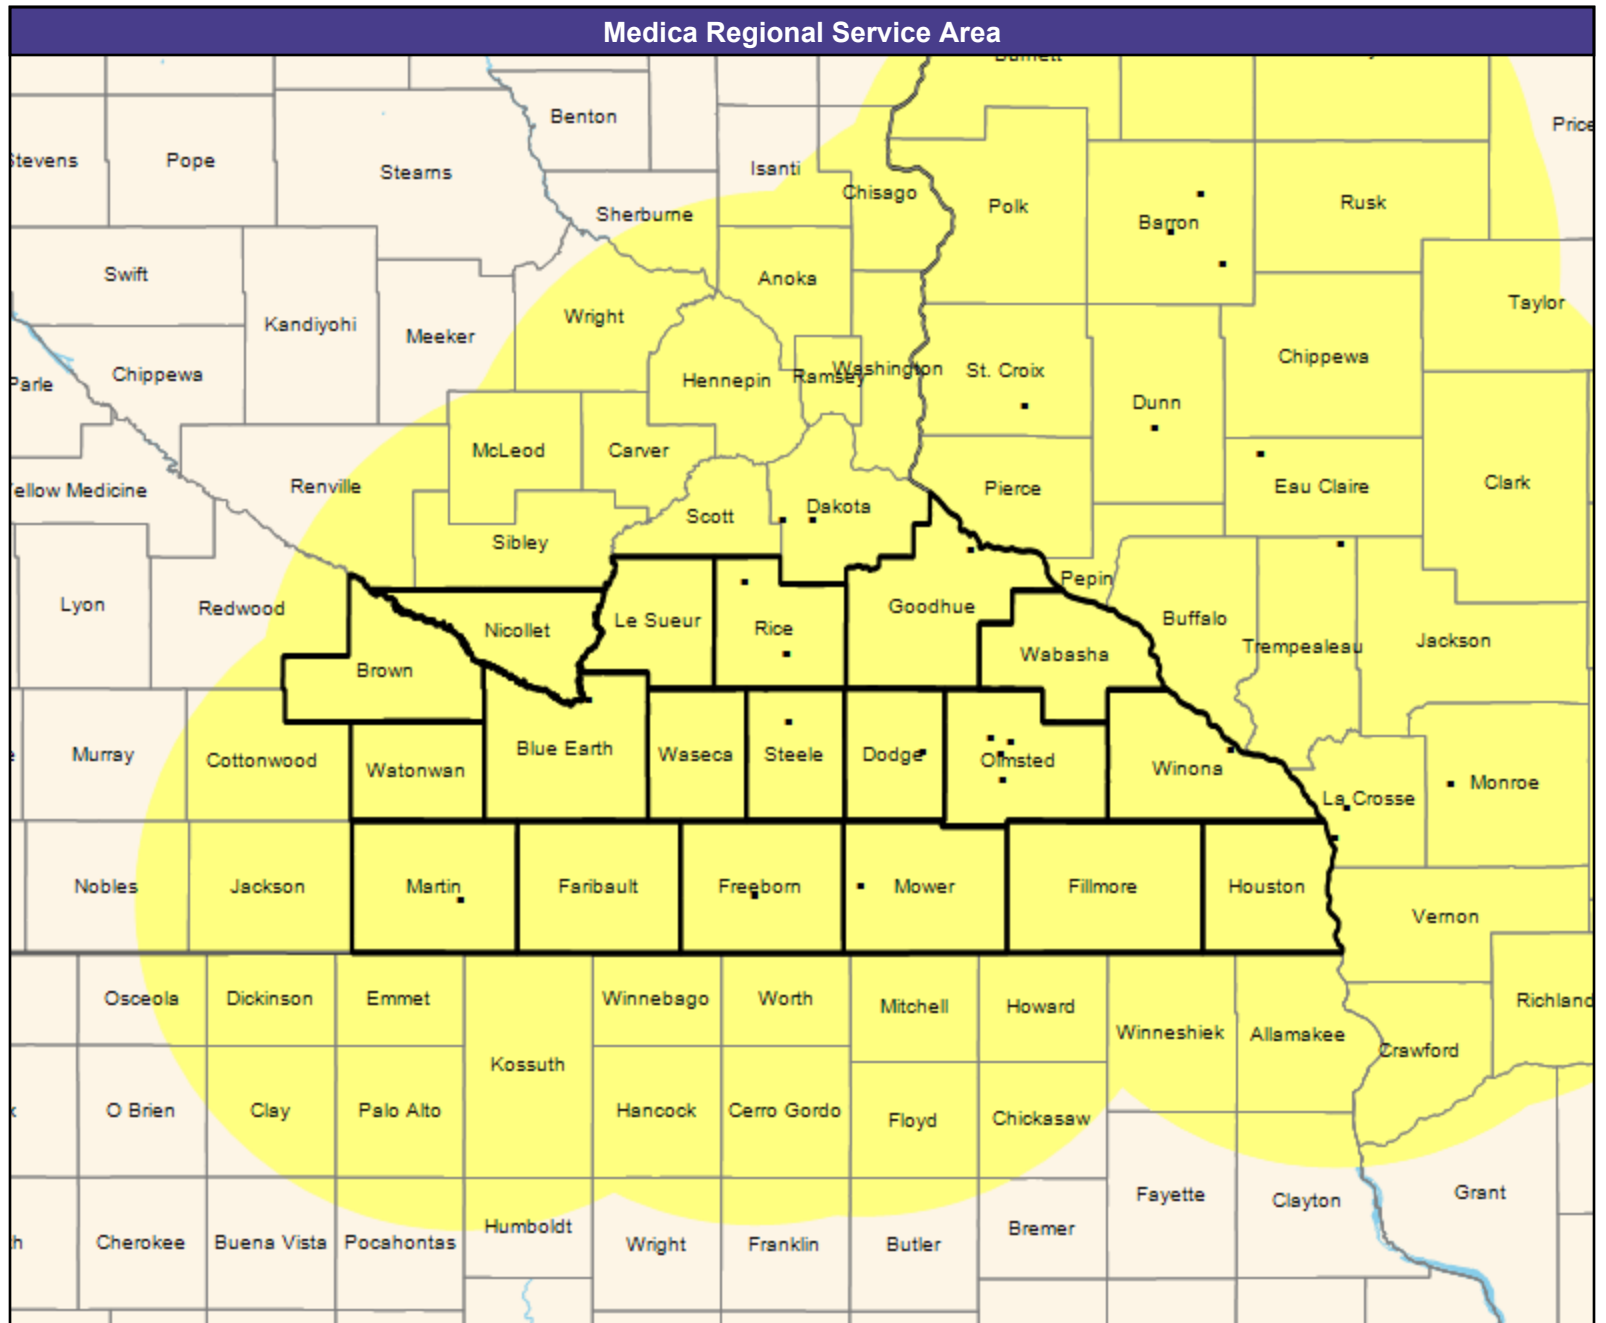 Medica Regional Service Area
Benton
Price
Pope
Stearns
Isanti
Chisago
Sherburne
Polk
Barron
Rusk
Swift
Anoka
Taylor
Kandiyohi
Wright
Meeker
Chippewa
Chippewa
Hennepin
Ramsey
Washington
St. Croix
Dunn
McLeod
Carver
Renville
Pierce
Eau Claire
Clark
Scott
Dakota
Sibley
Pepin
Lyon
Redwood
Nicollet
Le Sueur
Rice
Goodhue
Buffalo
Trempealeau
Jackson
Wabasha
Brown
Murray
Cottonwood
Watonwan
Blue Earth
Waseca
Steele
Dodge
Olmsted
Winona
La Crosse
Monroe
Nobles
Jackson
Martin
Faribault
Freeborn
Mower
Fillmore
Houston
Vernon
Osceola
Dickinson
Emmet
Winnebago
Worth
Mitchell
Howard
Richland
Kossuth
Winneshiek
Allamakee
Crawford
O Brien
Clay
Palo Alto
Hancock
Cerro Gordo
Floyd
Chickasaw
Fayette
Clayton
Grant
Cherokee
Buena Vista
Pocahontas
Humboldt
Wright
Franklin
Butler
Bremer